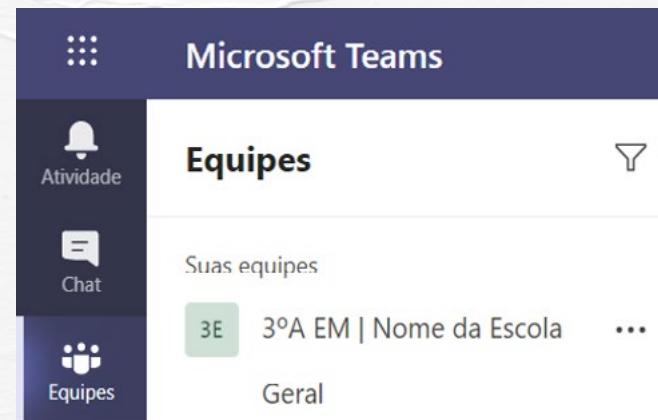 Microsoft Teams
Atividade
Equipes
Chat
Suas equipes
3E 3ºA EM | Nome da Escola ...
Equipes
Geral